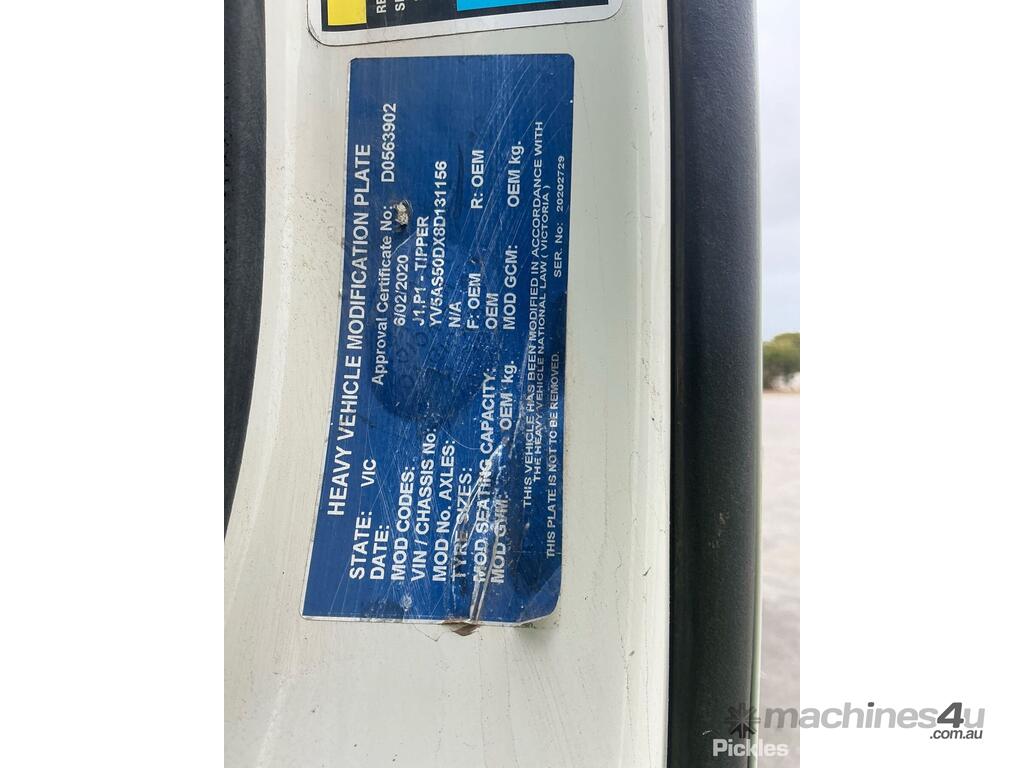 RE
SE
HEAVY VEHICLE MODIFICATION PLATE
STATE: VIC Approval Certificate No: D0563902
DATE: 6/02/2020
MOD CODES: J1,P1 - TIPPER
VIN / CHASSIS No: YV5AS50DX8D131156
MOD No. AXLES: N/A
TYRE SIZES: F: OEM R: OEM
MOD SEATING CAPACITY: OEM
MOD GVM: OEM kg. MOD GCM: OEM kg.
THIS VEHICLE HAS BEEN MODIFIED IN ACCORDANCE WITH
THE HEAVY VEHICLE NATIONAL LAW ( VICTORIA )
THIS PLATE IS NOT TO BE REMOVED. SER. No: 20202729
machines4u
.com.au
Pickles